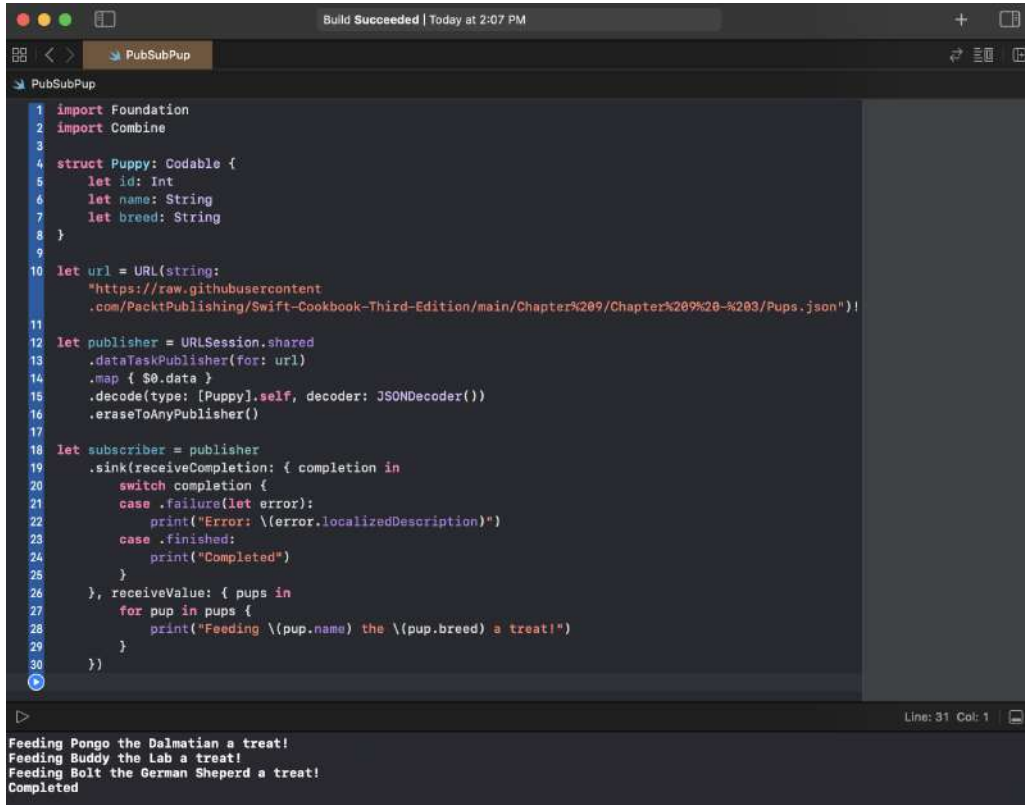 Build Succeeded | Today at 2:07 PM
PubSubPup
PubSubPup
1 import Foundation
2 import Combine
3
4 struct Puppy: Codable {
5     let id: Int
6     let name: String
7     let breed: String
8 }
9
10 let url = URL(string:
    "https://raw.githubusercontent
    .com/PacktPublishing/Swift-Cookbook-Third-Edition/main/Chapter%209/Chapter%209%20-%203/Pups.json")!
11
12 let publisher = URLSession.shared
13     .dataTaskPublisher(for: url)
14     .map { $0.data }
15     .decode(type: [Puppy].self, decoder: JSONDecoder())
16     .eraseToAnyPublisher()
17
18 let subscriber = publisher
19     .sink(receiveCompletion: { completion in
20         switch completion {
21         case .failure(let error):
22             print("Error: \(error.localizedDescription)")
23         case .finished:
24             print("Completed")
25         }
26     }, receiveValue: { pups in
27         for pup in pups {
28             print("Feeding \(pup.name) the \(pup.breed) a treat!")
29         }
30     })
Line: 31 Col: 1
Feeding Pongo the Dalmatian a treat!
Feeding Buddy the Lab a treat!
Feeding Bolt the German Sheperd a treat!
Completed